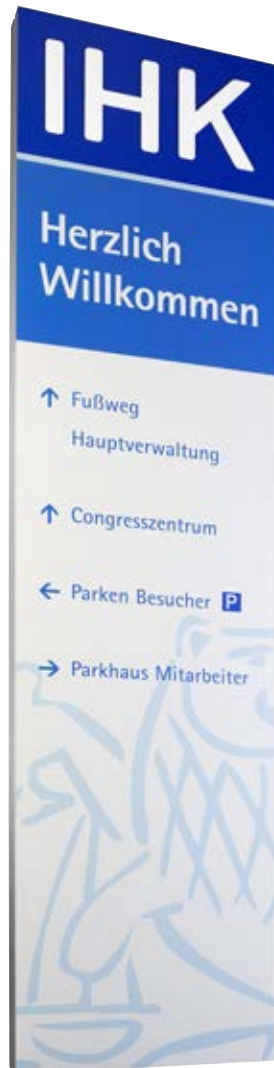 IHK
Herzlich
Willkommen
↑ Fußweg
Hauptverwaltung
↑ Congresszentrum
← Parken Besucher P
→ Parkhaus Mitarbeiter